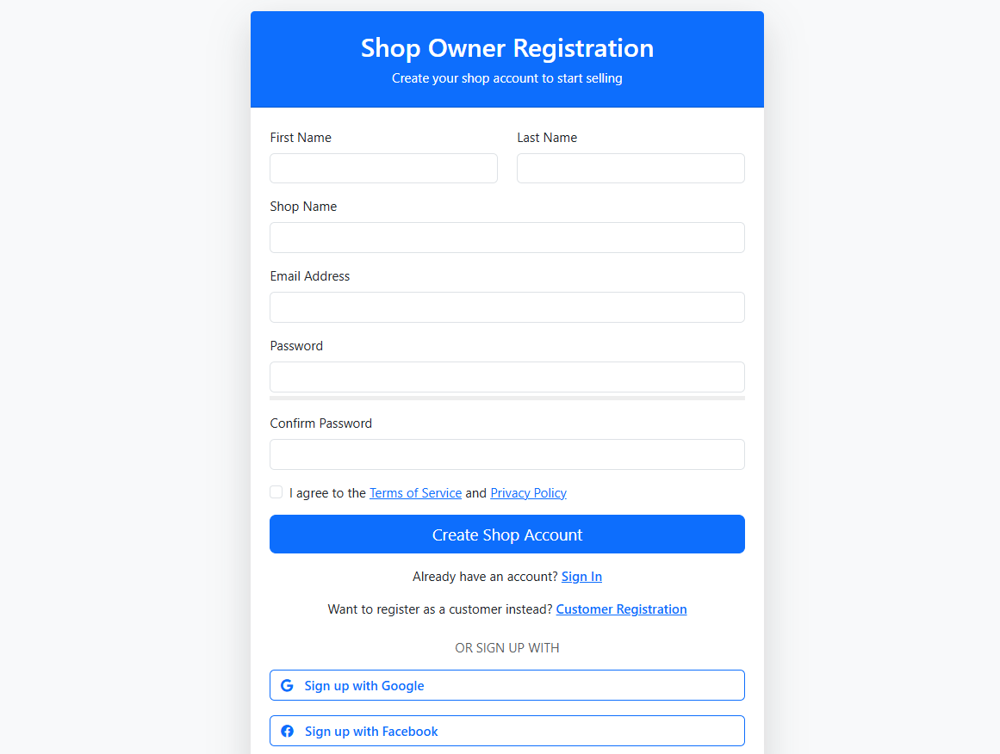 Shop Owner Registration
Create your shop account to start selling
First Name
Last Name
Shop Name
Email Address
Password
Confirm Password
I agree to the Terms of Service and Privacy Policy
Create Shop Account
Already have an account? Sign In
Want to register as a customer instead? Customer Registration
OR SIGN UP WITH
Sign up with Google
Sign up with Facebook